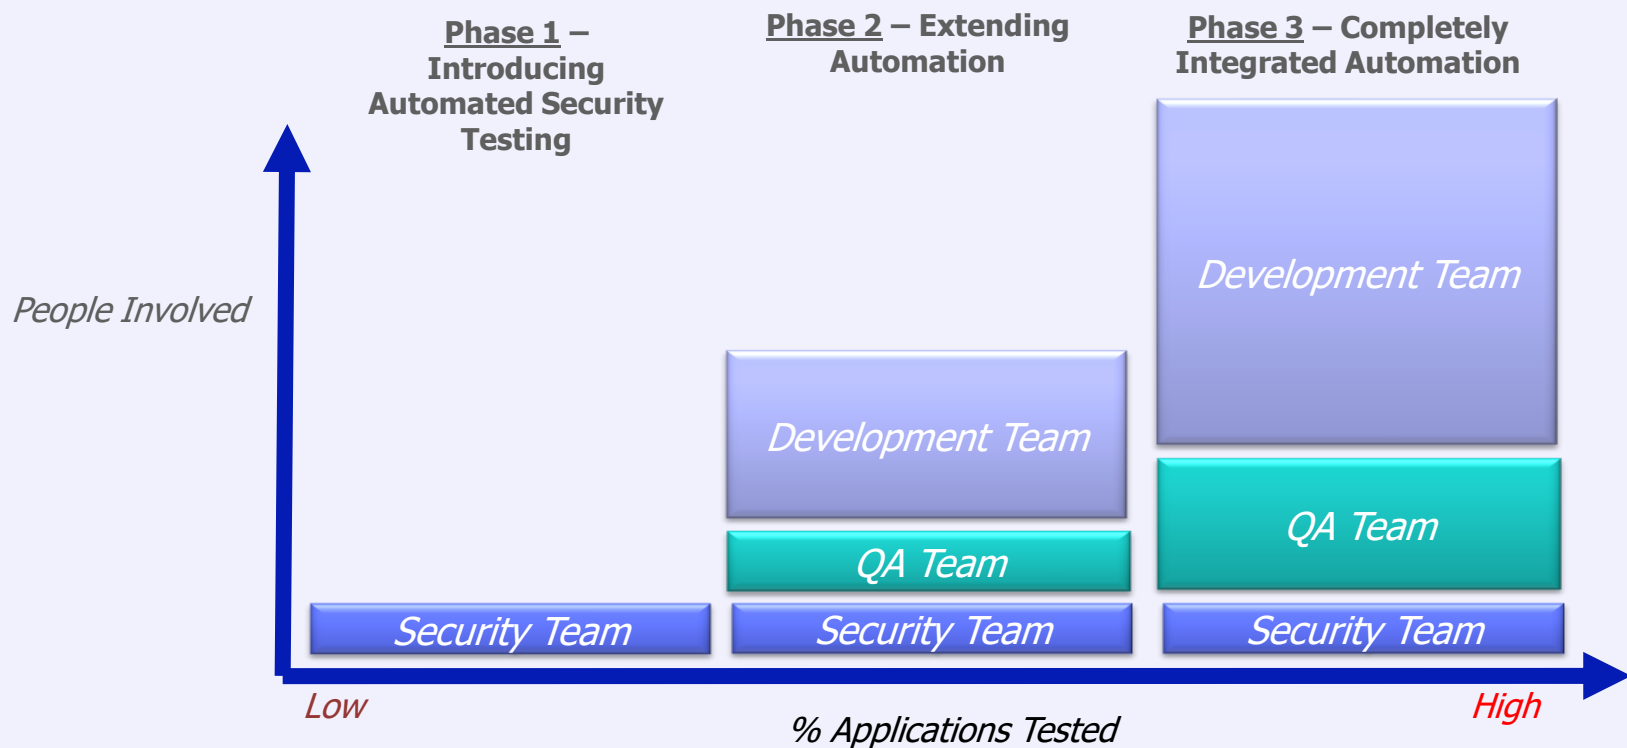 Phase 1 –
Introducing
Automated Security
Testing
Phase 2 – Extending
Automation
Phase 3 – Completely
Integrated Automation
People Involved
Development Team
Development Team
QA Team
QA Team
Security Team
Security Team
Security Team
Low
High
% Applications Tested